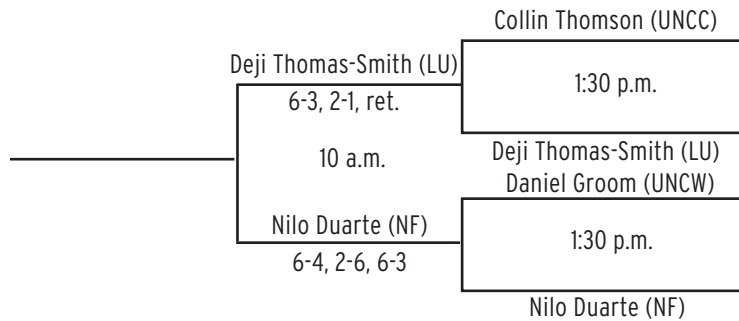 Collin Thomson (UNCC)
Deji Thomas-Smith (LU)
1:30 p.m.
6-3, 2-1, ret.
10 a.m.
Deji Thomas-Smith (LU)
Daniel Groom (UNCW)
Nilo Duarte (NF)
1:30 p.m.
6-4, 2-6, 6-3
Nilo Duarte (NF)